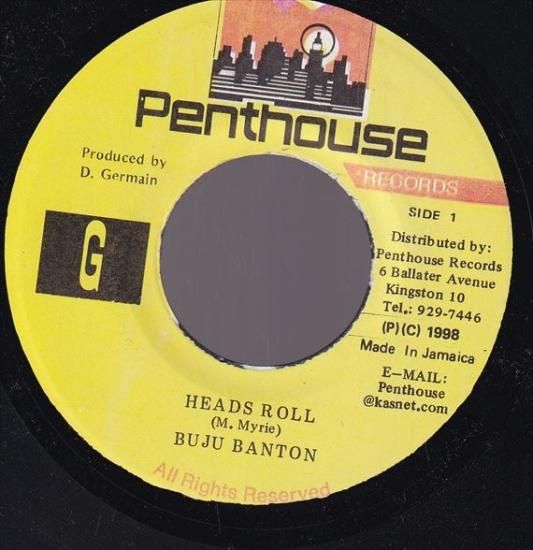 Penthouse
RECORDS
Produced by
D. Germain
G
SIDE 1
Distributed by:
Penthouse Records
6 Ballater Avenue
Kingston 10
Tel.: 929-7446
(P)(C) 1998
Made In Jamaica
E-MAIL:
Penthouse
@kasnet.com
HEADS ROLL
(M. Myrie)
BUJU BANTON
All Rights Reserved